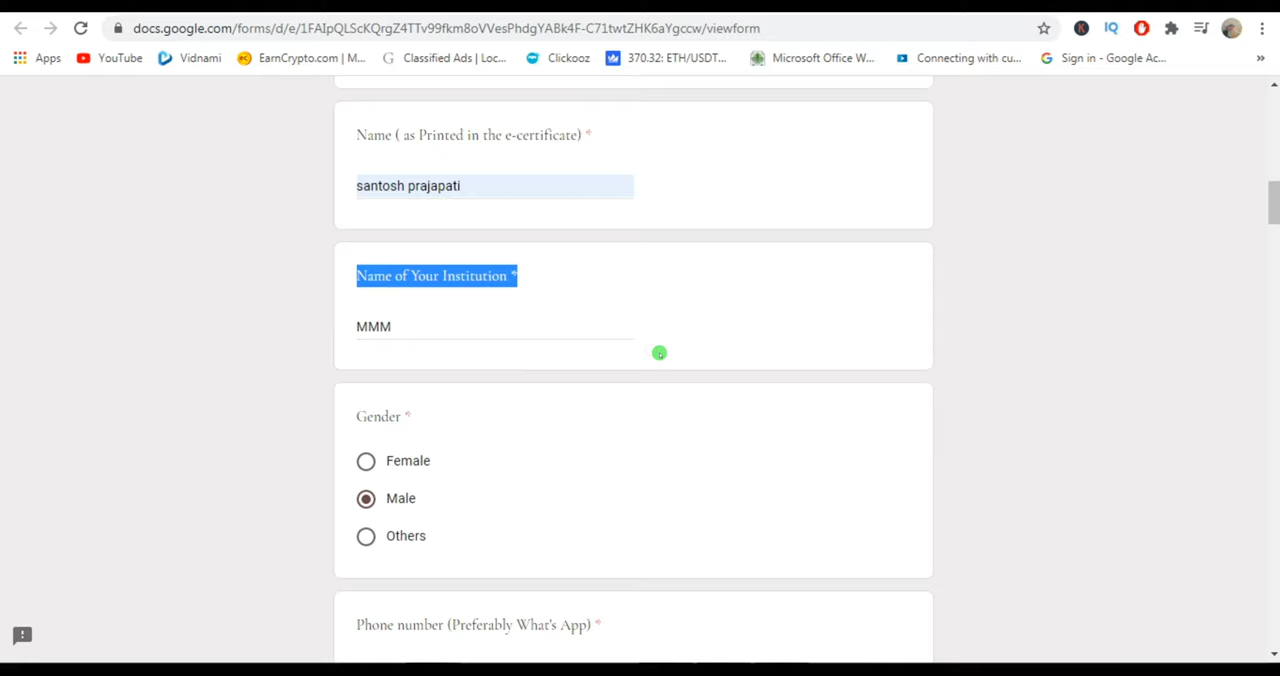 docs.google.com/forms/d/e/1FAIpQLScKQrgZ4TTv99fkm8oVVesPhdgYABk4F-C71twtZHK6aYgccw/viewform
Apps YouTube Vidnami EarnCrypto.com | M... Classified Ads | Loc... Clickooz 370.32: ETH/USDT... Microsoft Office W... Connecting with cu... Sign in - Google Ac... »
Name ( as Printed in the e-certificate) *
santosh prajapati
Name of Your Institution *
MMM
Gender *
Female
Male
Others
Phone number (Preferably What's App) *